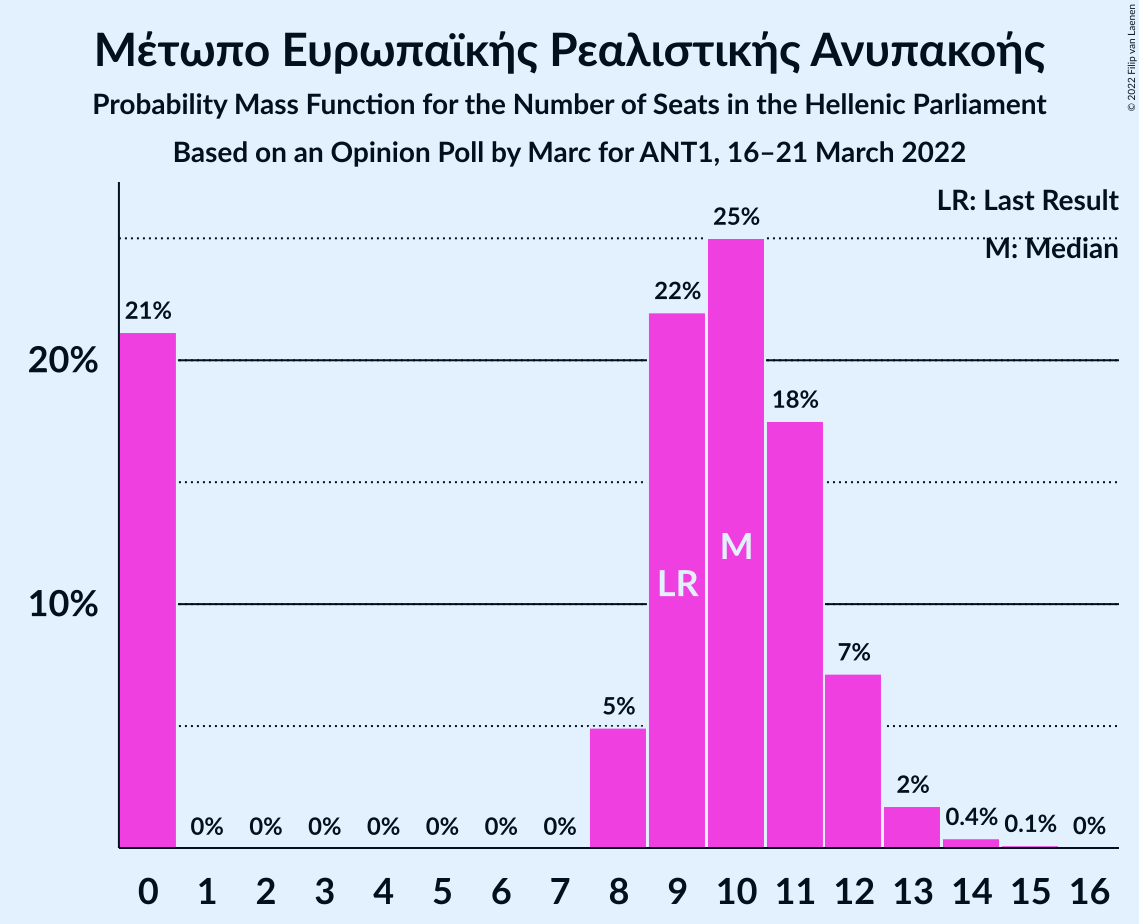 Μέτωπο Ευρωπαϊκής Ρεαλιστικής Ανυπακοής
Probability Mass Function for the Number of Seats in the Hellenic Parliament
Based on an Opinion Poll by Marc for ANT1, 16–21 March 2022
© 2022 Filip van Laenen
LR: Last Result
M: Median
25%
22%
21%
20%
18%
M
LR
10%
7%
5%
2%
0% 0% 0% 0% 0% 0% 0% 0.4% 0.1% 0%
0 1 2 3 4 5 6 7 8 9 10 11 12 13 14 15 16